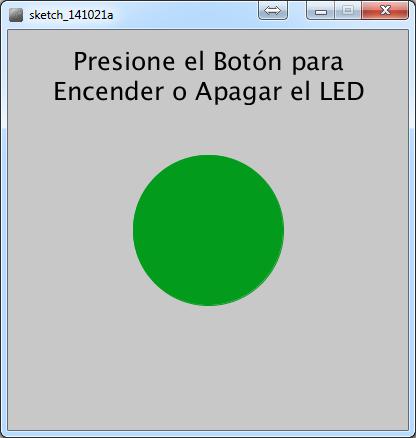 sketch_141021a
Presione el Botón para
Encender o Apagar el LED